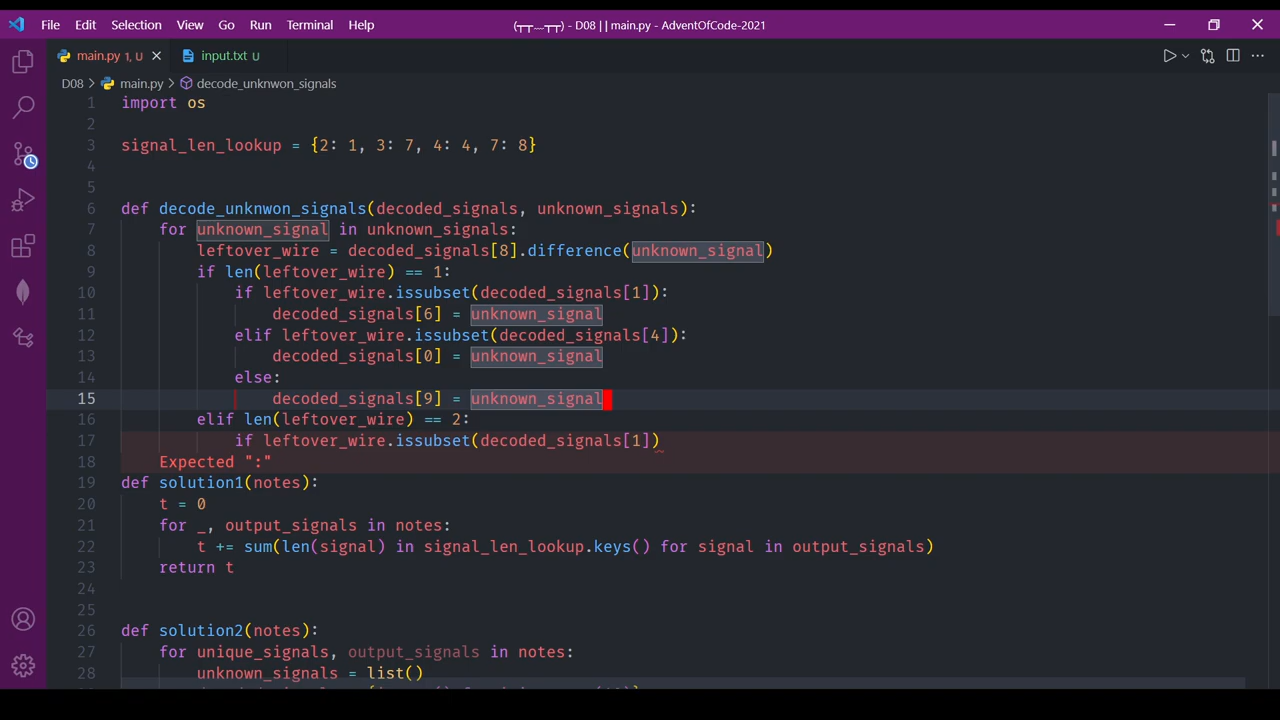 File Edit Selection View Go Run Terminal Help (┬┬﹏┬┬) - D08 || main.py - AdventOfCode-2021
main.py 1, U input.txt U
D08 > main.py > decode_unknwon_signals
1 import os
2
3 signal_len_lookup = {2: 1, 3: 7, 4: 4, 7: 8}
4
5
6 def decode_unknwon_signals(decoded_signals, unknown_signals):
7 for unknown_signal in unknown_signals:
8 leftover_wire = decoded_signals[8].difference(unknown_signal)
9 if len(leftover_wire) == 1:
10 if leftover_wire.issubset(decoded_signals[1]):
11 decoded_signals[6] = unknown_signal
12 elif leftover_wire.issubset(decoded_signals[4]):
13 decoded_signals[0] = unknown_signal
14 else:
15 decoded_signals[9] = unknown_signal
16 elif len(leftover_wire) == 2:
17 if leftover_wire.issubset(decoded_signals[1])
18 Expected ":"
19 def solution1(notes):
20 t = 0
21 for _, output_signals in notes:
22 t += sum(len(signal) in signal_len_lookup.keys() for signal in output_signals)
23 return t
24
25
26 def solution2(notes):
27 for unique_signals, output_signals in notes:
28 unknown_signals = list()